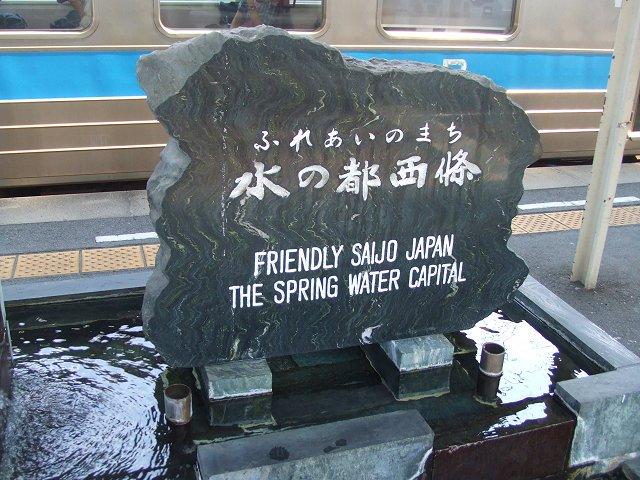 ふれあいのまち
水の都西條
FRIENDLY SAIJO JAPAN
THE SPRING WATER CAPITAL